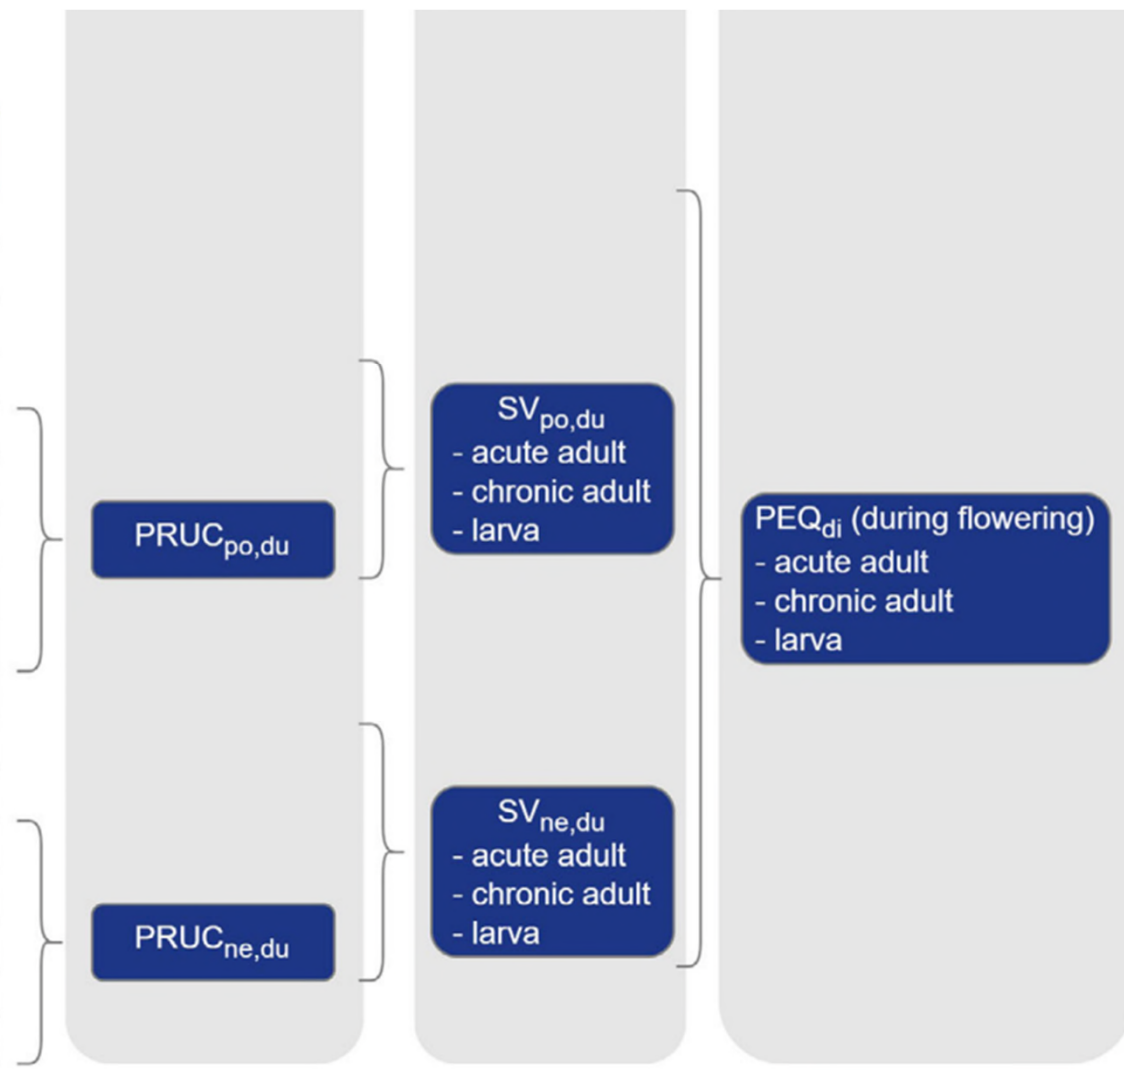 PRUCpo,du
PRUCne,du
SVpo,du
- acute adult
- chronic adult
- larva
SVne,du
- acute adult
- chronic adult
- larva
PEQdi (during flowering)
- acute adult
- chronic adult
- larva